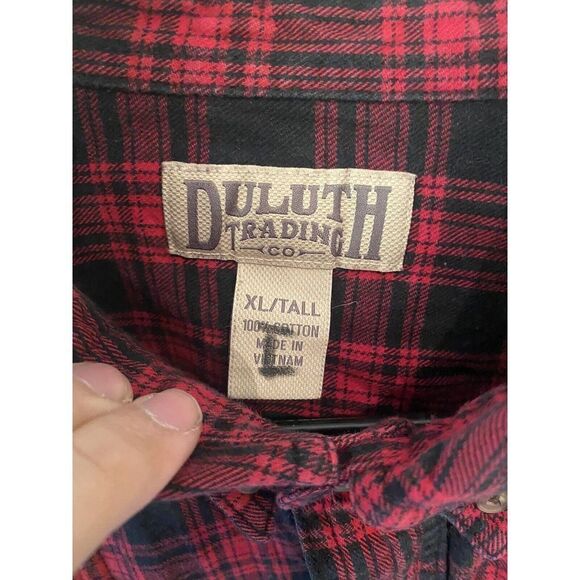 DULUTH
TRADING
CO
XL/TALL
100% COTTON
MADE IN
VIETNAM